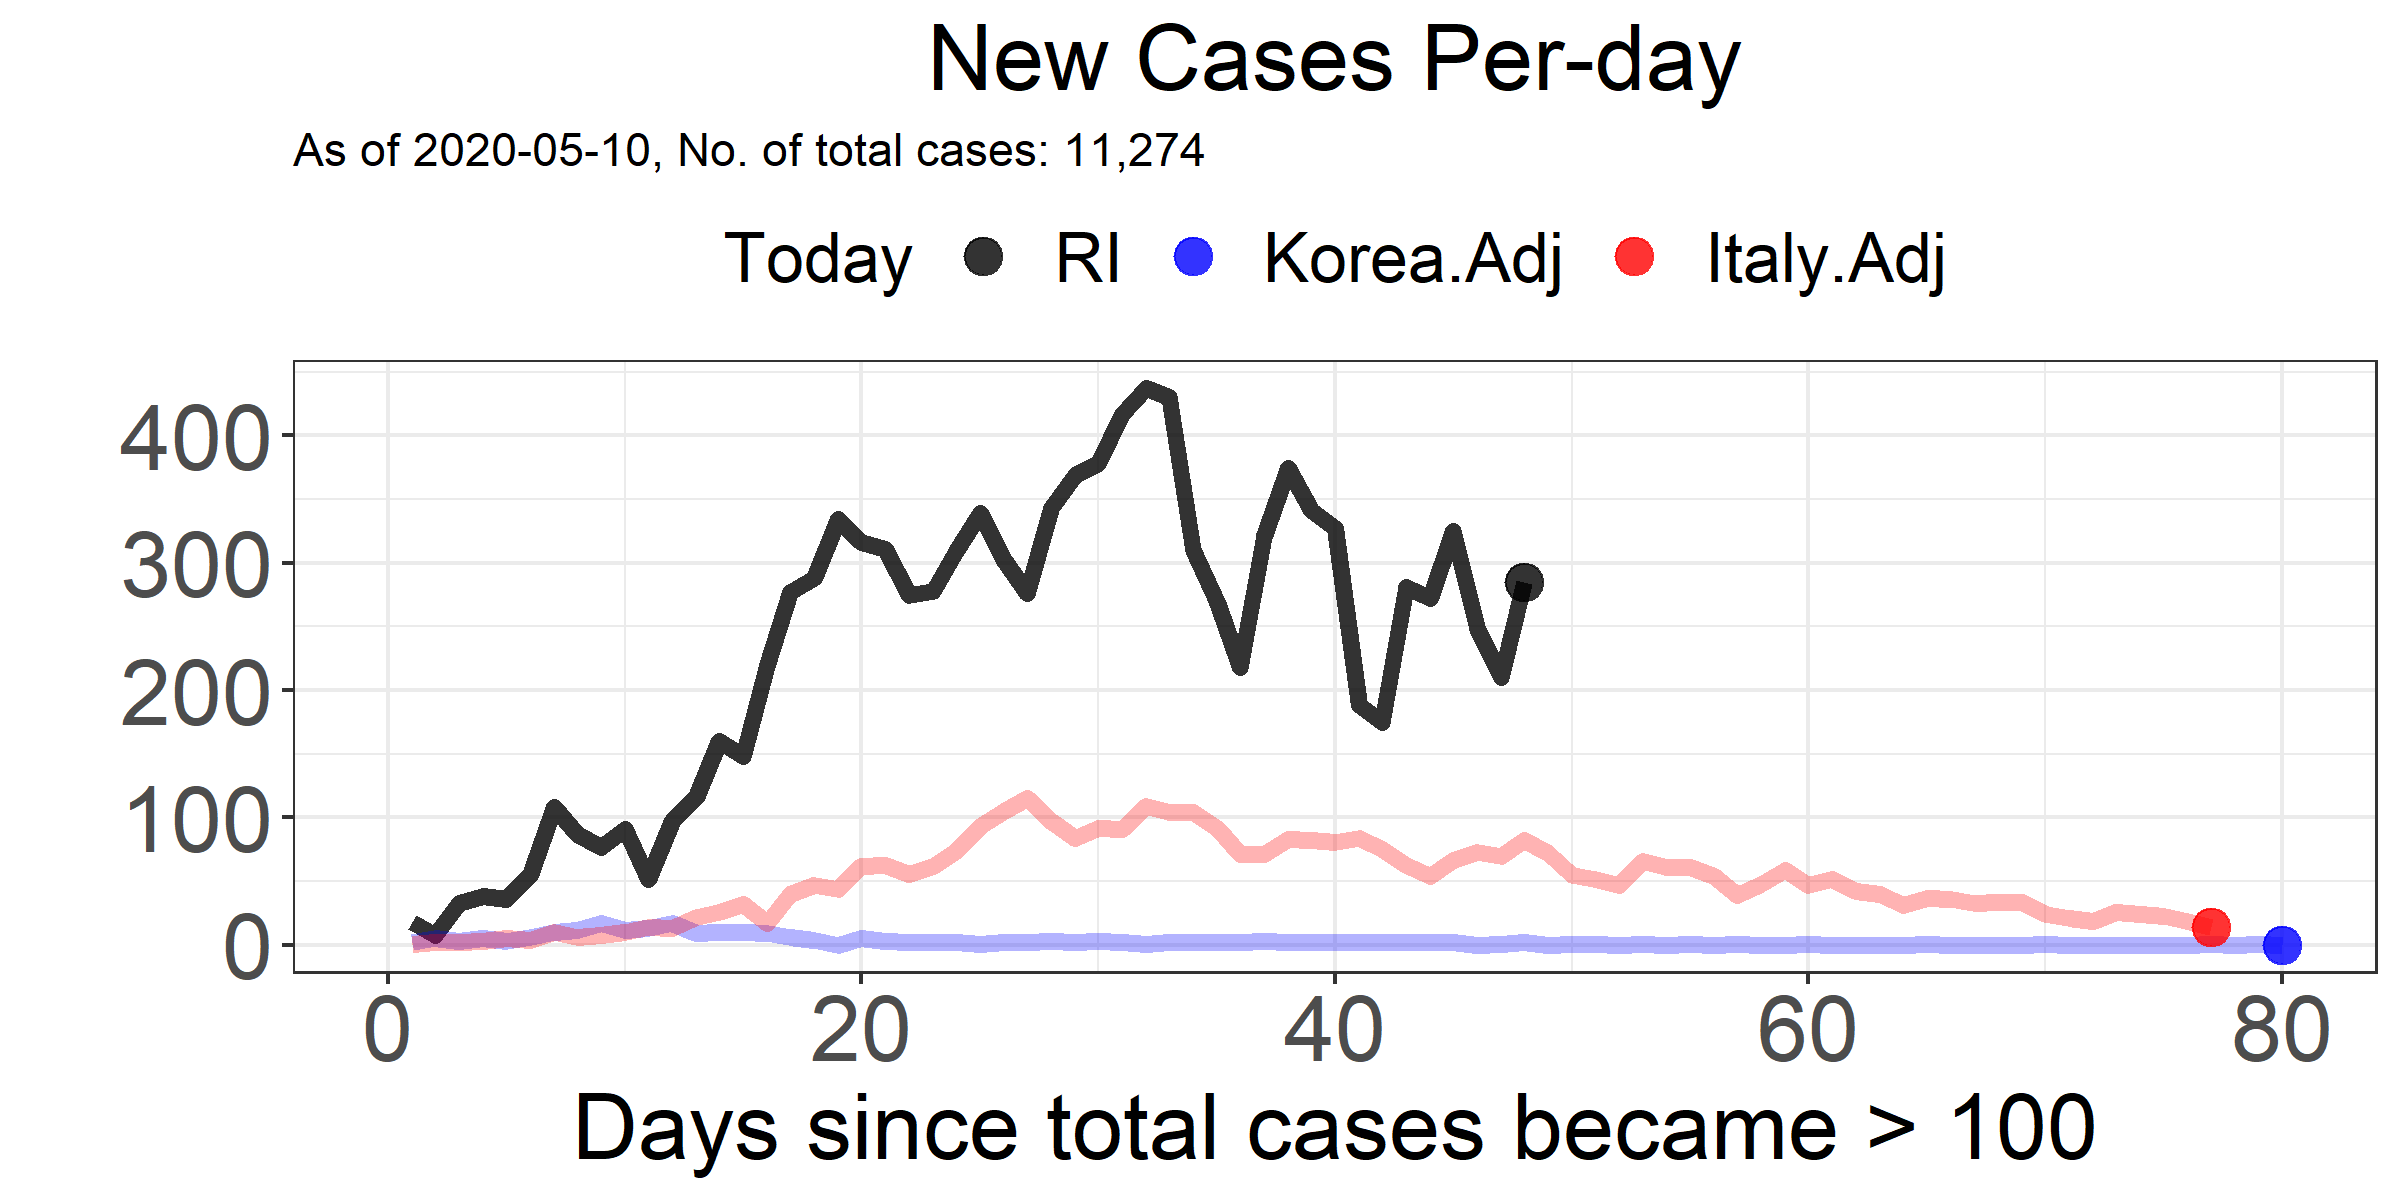 New Cases Per-day
As of 2020-05-10, No. of total cases: 11,274
Today RI Korea.Adj Italy.Adj
400
300
200
100
0
0 20 40 60 80
Days since total cases became > 100